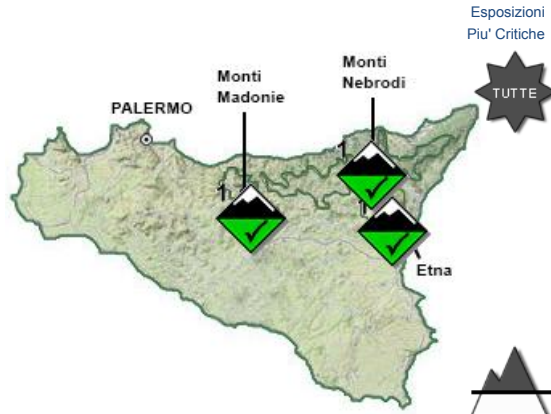 Esposizioni
Piu' Critiche
TUTTE
Monti
Nebrodi
Monti
Madonie
PALERMO
1
1
1
Etna